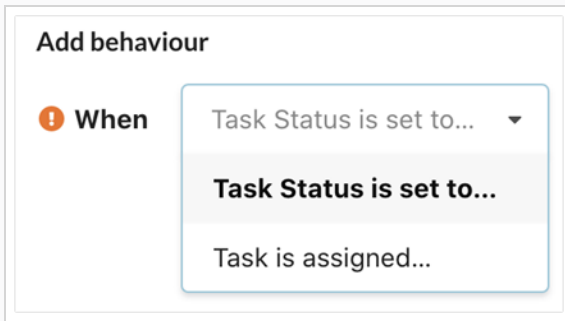 Add behaviour
When
Task Status is set to...
Task Status is set to...
Task is assigned...